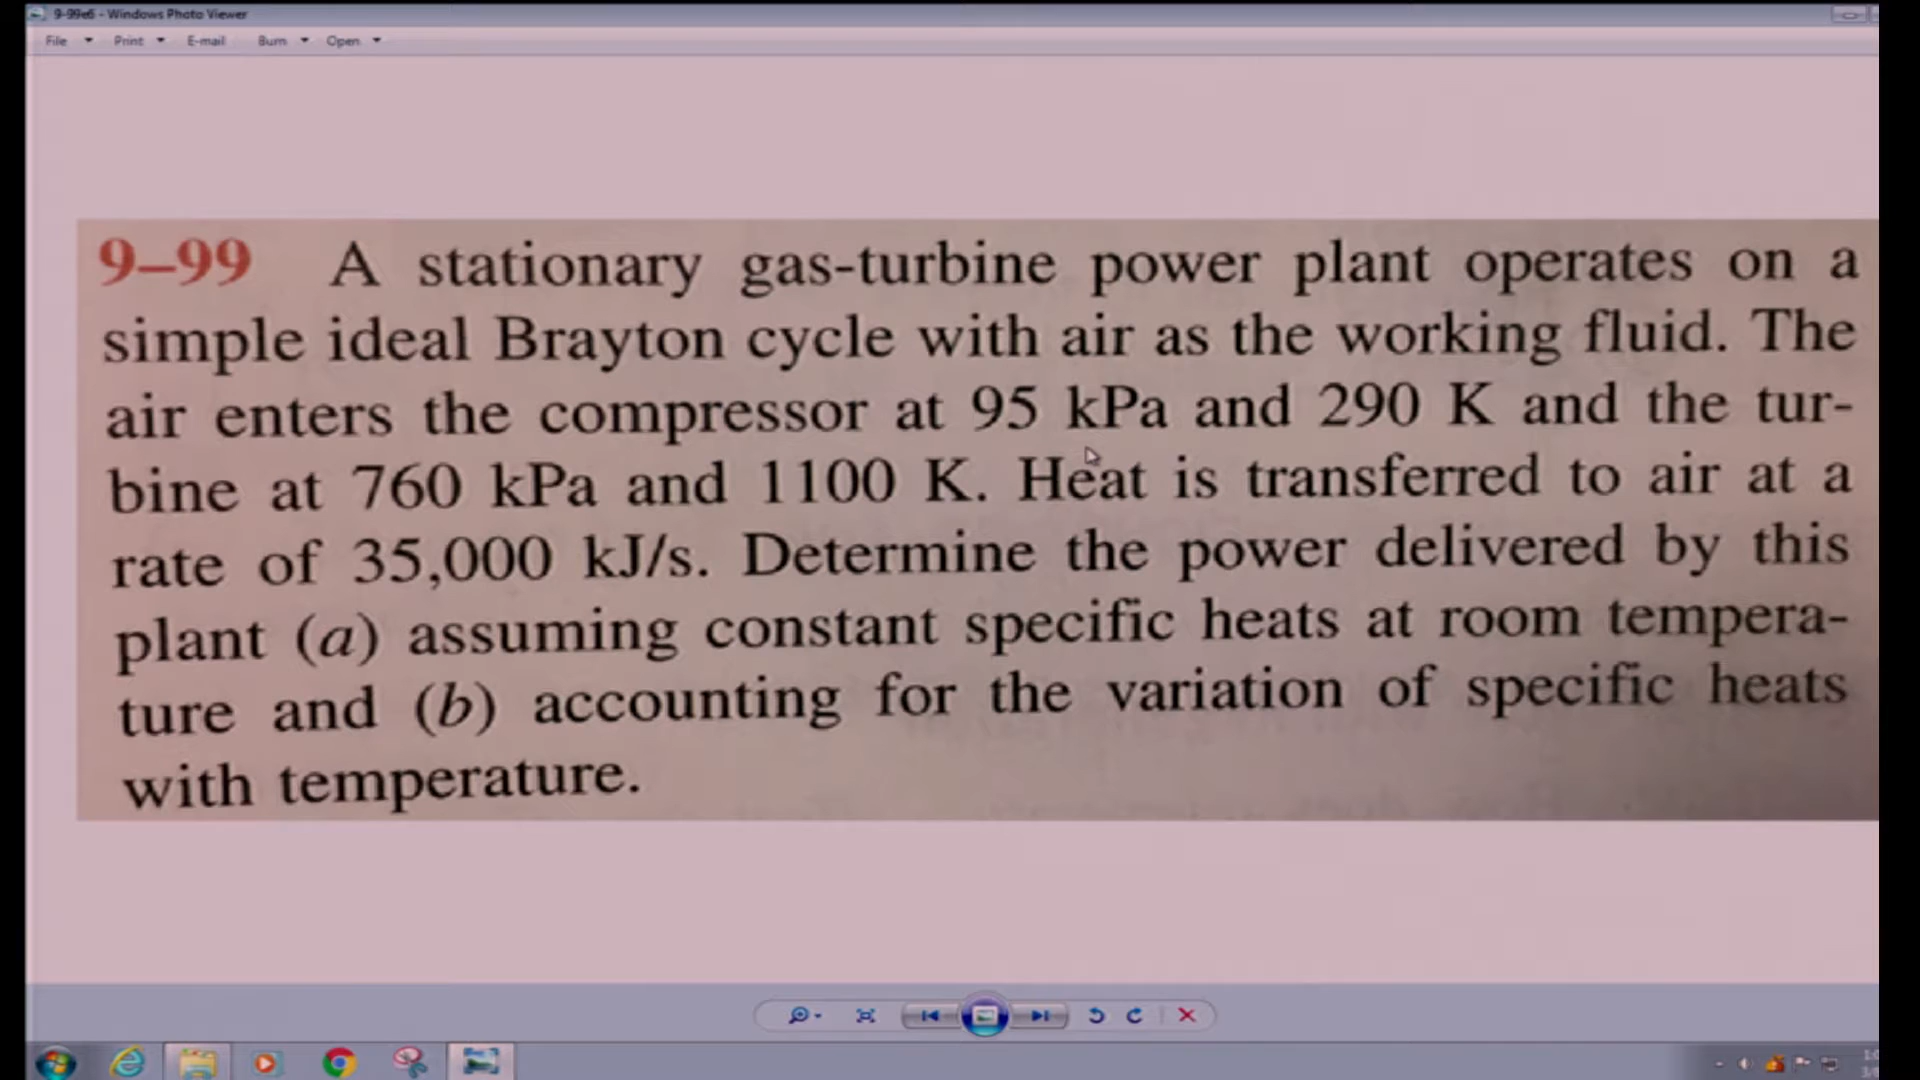 9-99e6 - Windows Photo Viewer
File Print E-mail Burn Open
9–99 A stationary gas-turbine power plant operates on a
simple ideal Brayton cycle with air as the working fluid. The
air enters the compressor at 95 kPa and 290 K and the tur-
bine at 760 kPa and 1100 K. Heat is transferred to air at a
rate of 35,000 kJ/s. Determine the power delivered by this
plant (a) assuming constant specific heats at room tempera-
ture and (b) accounting for the variation of specific heats
with temperature.